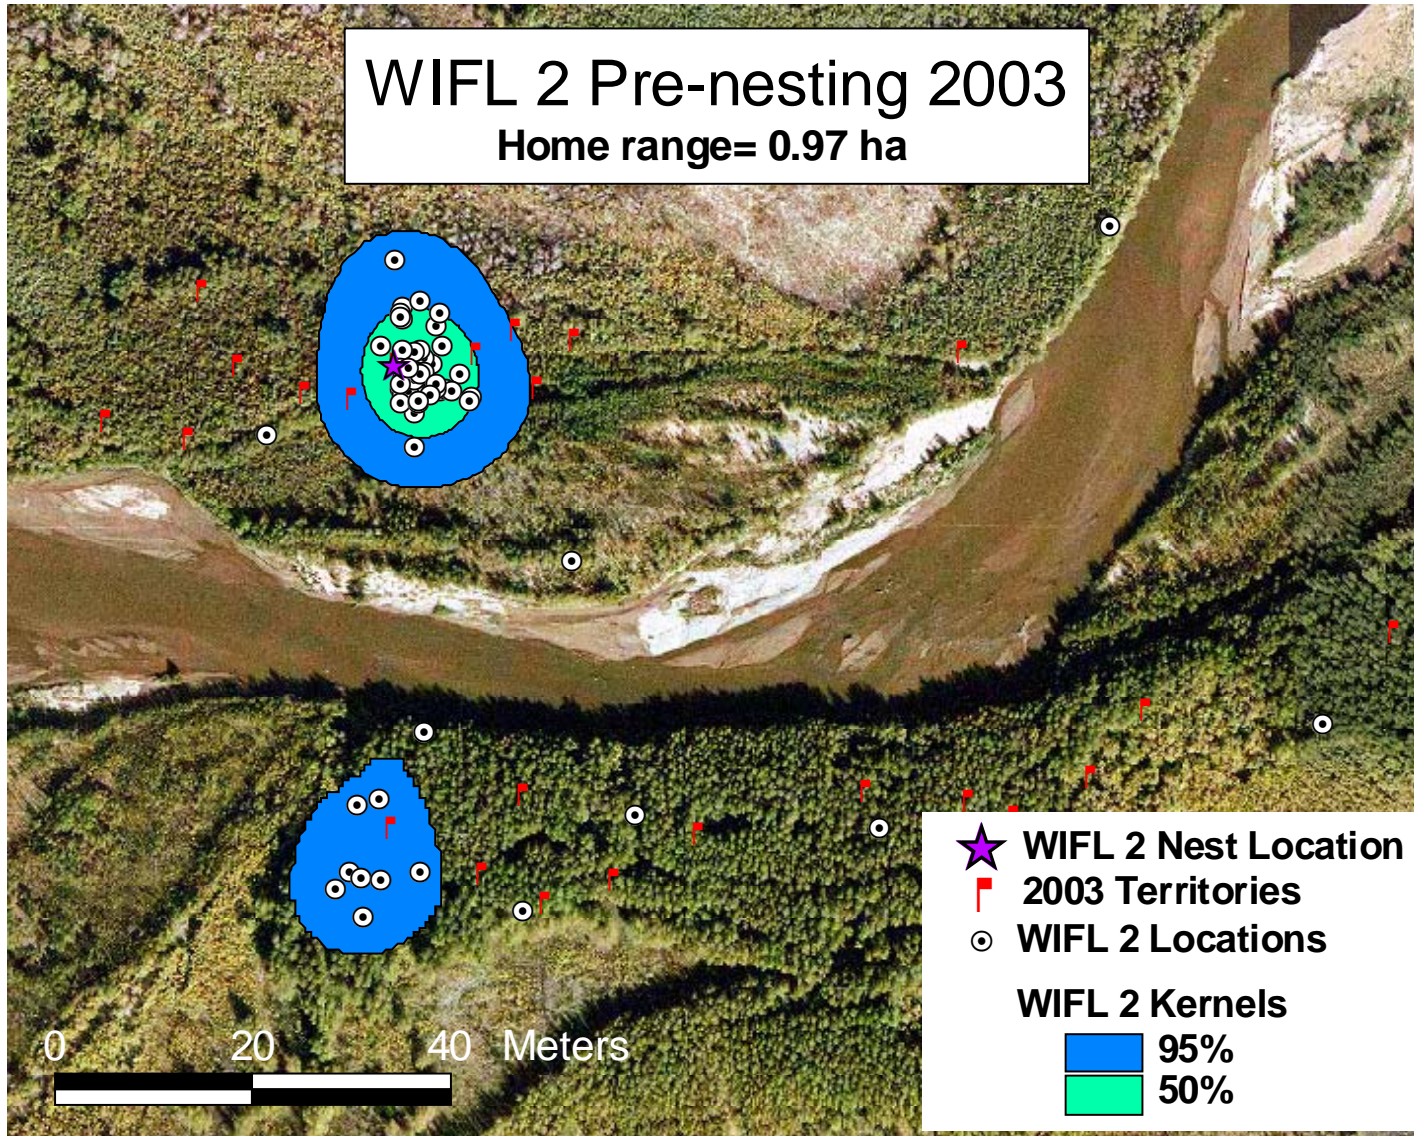 WIFL 2 Pre-nesting 2003
Home range= 0.97 ha
WIFL 2 Nest Location
2003 Territories
WIFL 2 Locations
WIFL 2 Kernels
95%
50%
0 20 40 Meters